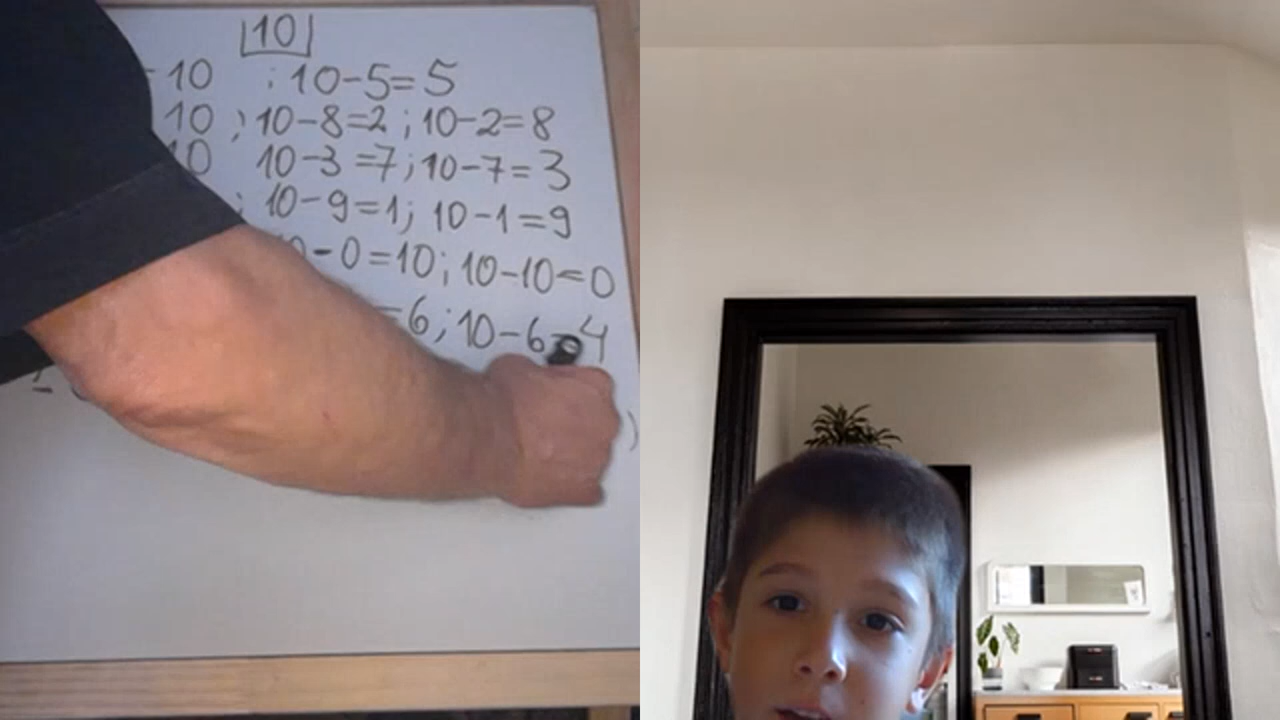 10
10 ; 10-5=5
10 ; 10-8=2 ; 10-2=8
10 10-3=7 ; 10-7=3
; 10-9=1; 10-1=9
0-0=10; 10-10=0
=6; 10-6=4